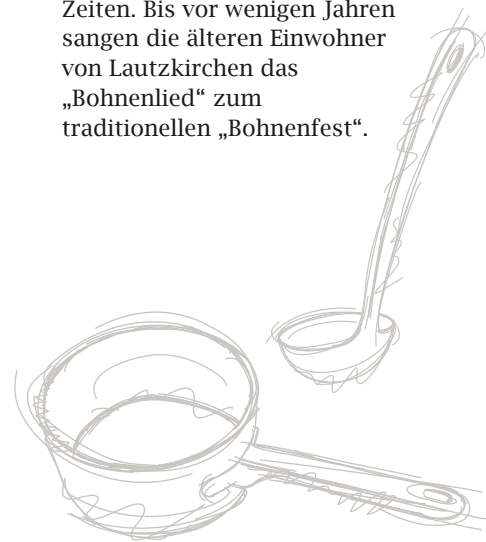 Zeiten. Bis vor wenigen Jahren
sangen die älteren Einwohner
von Lautzkirchen das
„Bohnenlied“ zum
traditionellen „Bohnenfest“.